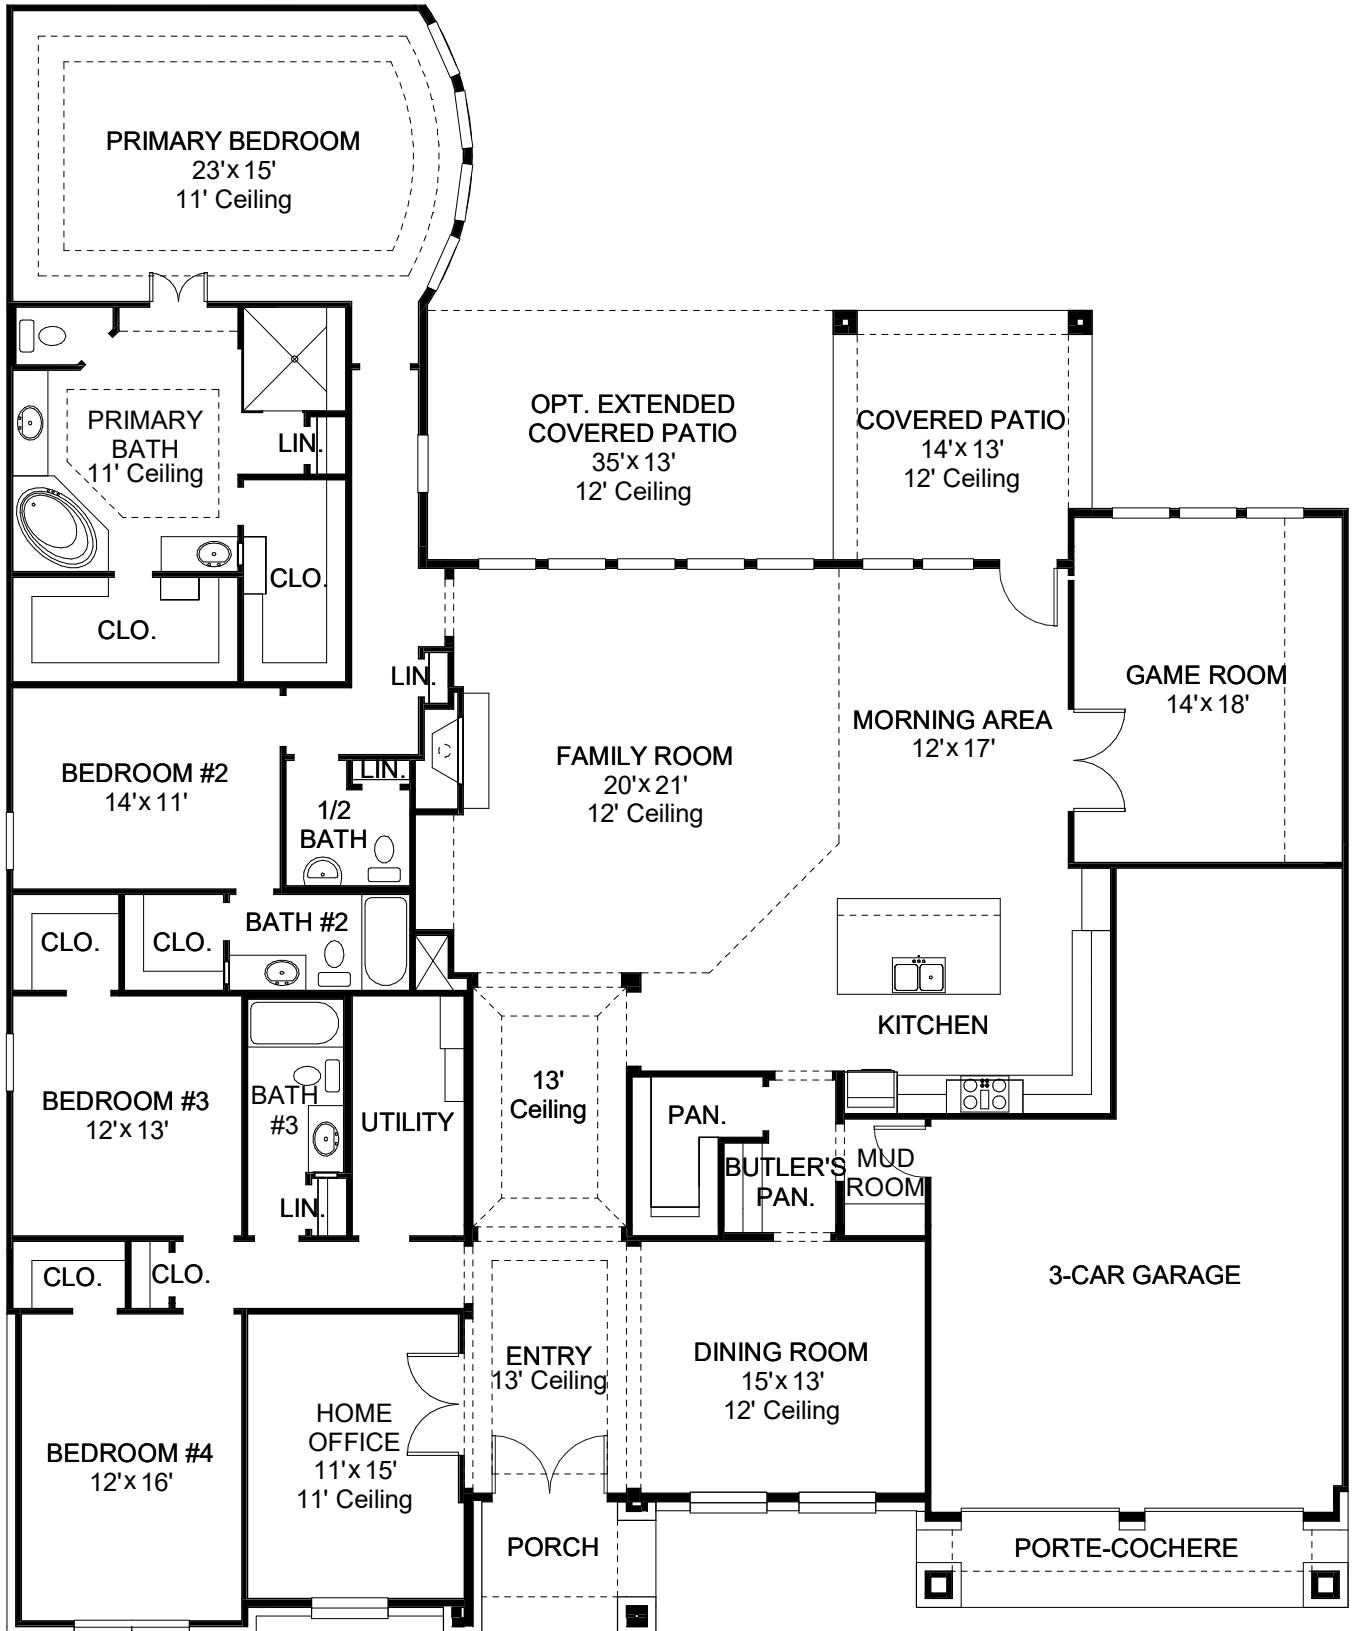 PRIMARY BEDROOM
23'x 15'
11' Ceiling
PRIMARY
BATH
11' Ceiling
LIN.
CLO.
CLO.
OPT. EXTENDED
COVERED PATIO
35'x 13'
12' Ceiling
COVERED PATIO
14'x 13'
12' Ceiling
GAME ROOM
14'x 18'
LIN.
MORNING AREA
12'x 17'
FAMILY ROOM
20'x 21'
12' Ceiling
BEDROOM #2
14'x 11'
LIN.
1/2
BATH
CLO.
CLO.
BATH #2
KITCHEN
13'
Ceiling
BEDROOM #3
12'x 13'
BATH
#3
UTILITY
LIN.
PAN.
BUTLER'S
PAN.
MUD
ROOM
CLO.
CLO.
3-CAR GARAGE
ENTRY
13' Ceiling
DINING ROOM
15'x 13'
12' Ceiling
HOME
OFFICE
11'x 15'
11' Ceiling
BEDROOM #4
12'x 16'
PORCH
PORTE-COCHERE